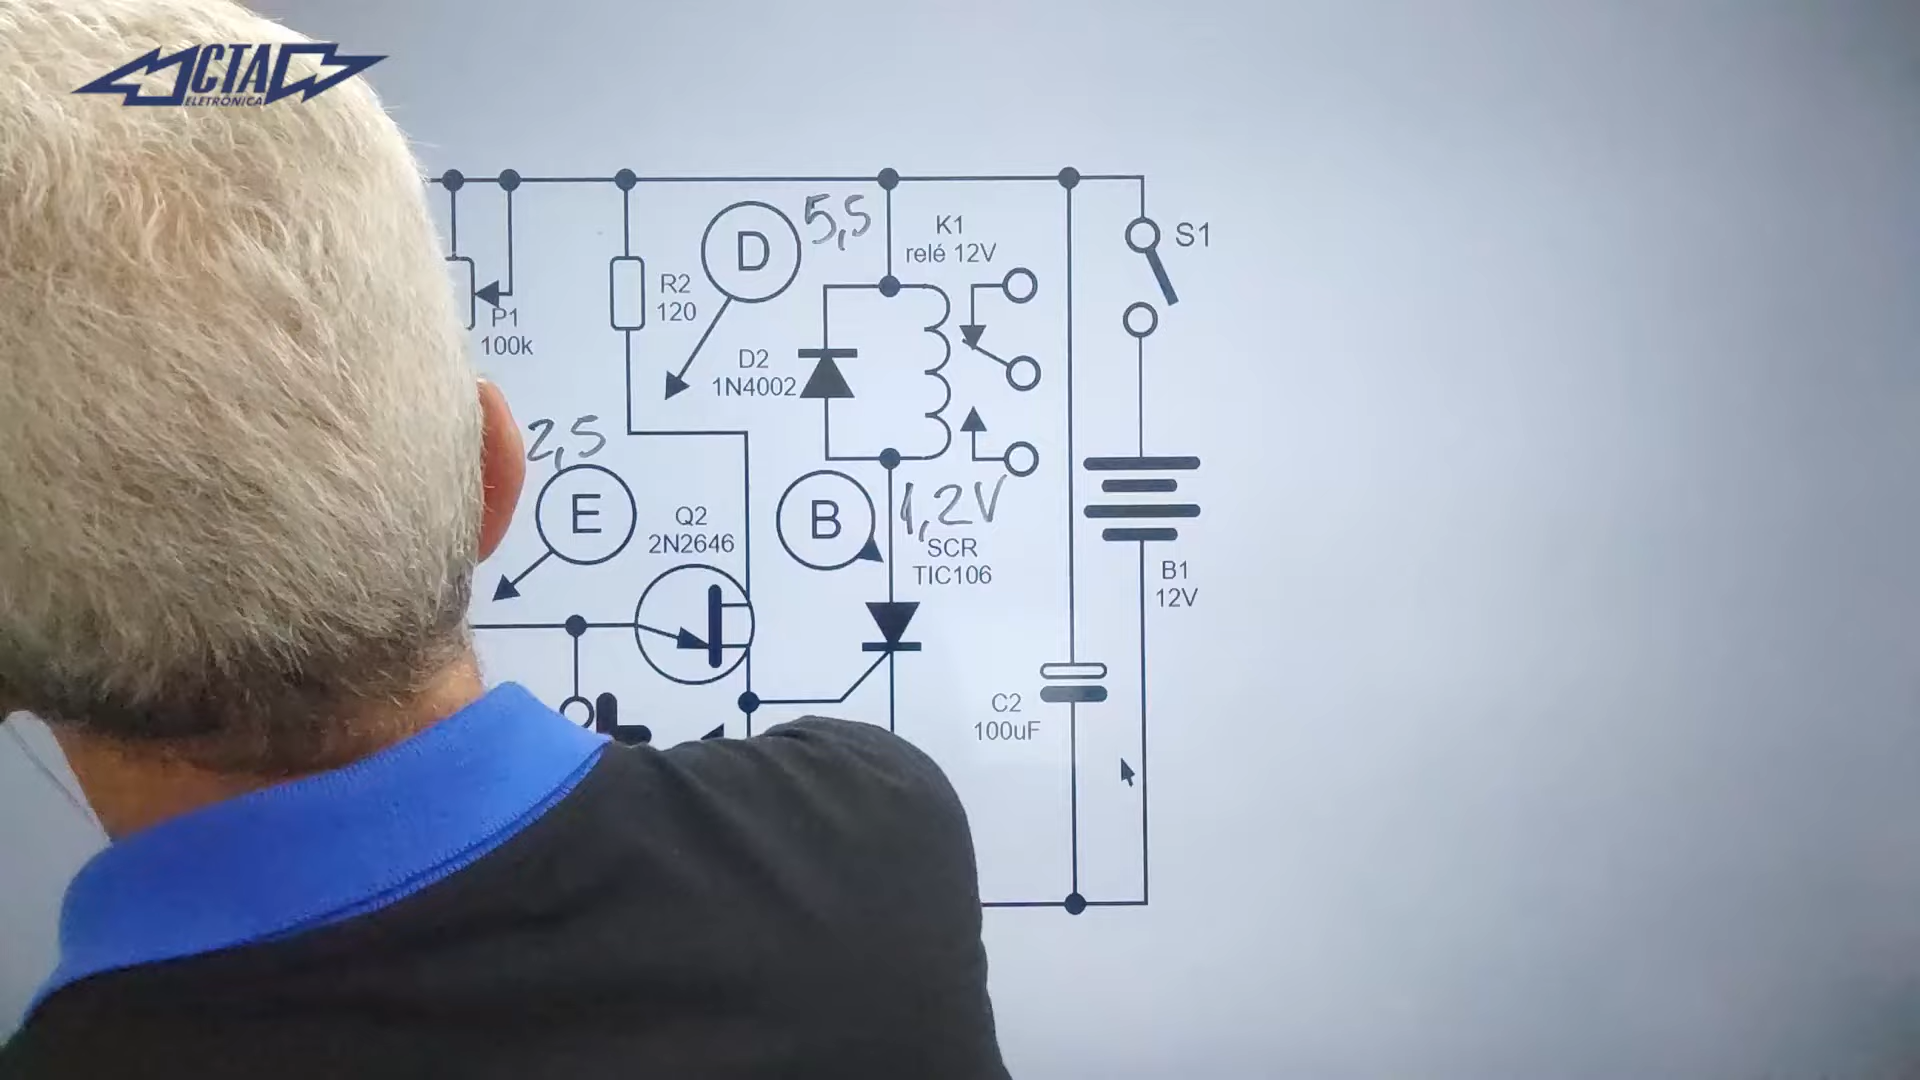 CTA
ELETRÔNICA
D
5,5
K1
relé 12V
S1
R2
120
P1
100k
D2
1N4002
2,5
E
Q2
2N2646
B
1,2V
SCR
TIC106
B1
12V
C2
100uF